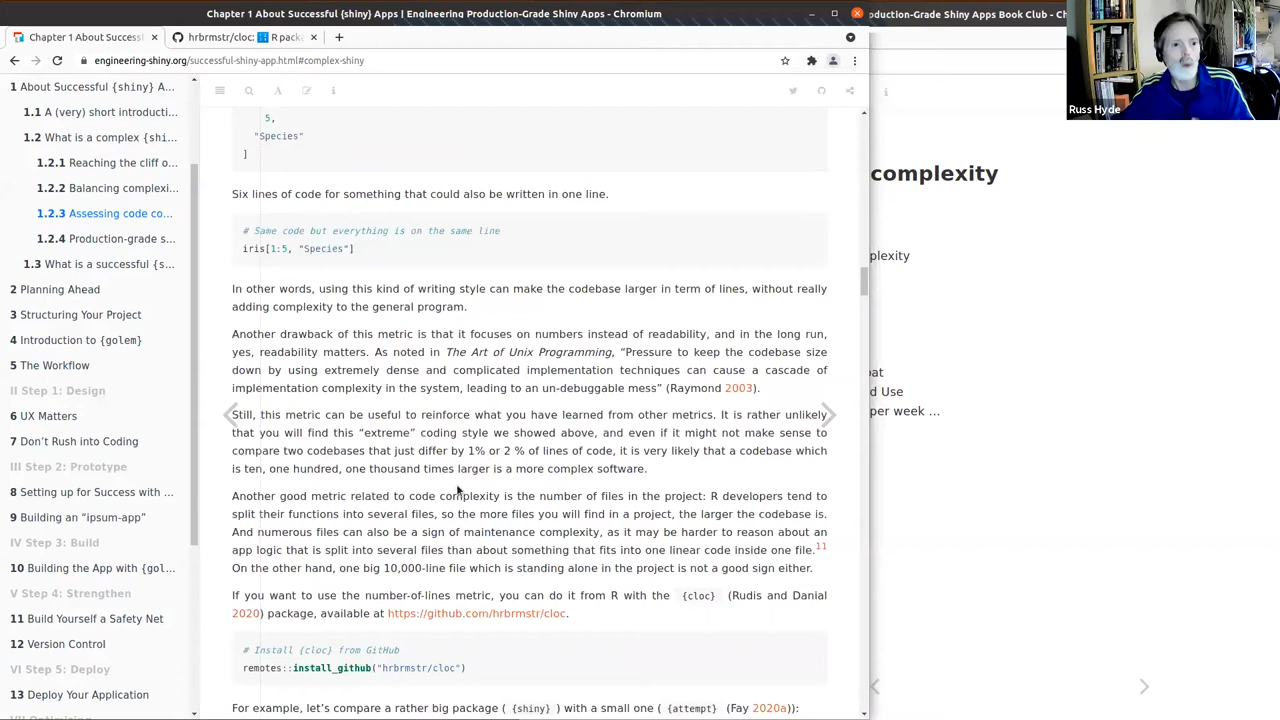 Chapter 1 About Successful {shiny} Apps | Engineering Production-Grade Shiny Apps - Chromium
oduction-Grade Shiny Apps Book Club - Ch
Chapter 1 About Success
hrbrmstr/cloc: R pack
engineering-shiny.org/successful-shiny-app.html#complex-shiny
Russ Hyde
1 About Successful {shiny} A...
1.1 A (very) short introducti...
1.2 What is a complex {shi...
1.2.1 Reaching the cliff o...
1.2.2 Balancing complexi...
1.2.3 Assessing code co...
1.2.4 Production-grade s...
1.3 What is a successful {s...
2 Planning Ahead
3 Structuring Your Project
4 Introduction to {golem}
5 The Workflow
II Step 1: Design
6 UX Matters
7 Don't Rush into Coding
III Step 2: Prototype
8 Setting up for Success with ...
9 Building an "ipsum-app"
IV Step 3: Build
10 Building the App with {gol...
V Step 4: Strengthen
11 Build Yourself a Safety Net
12 Version Control
VI Step 5: Deploy
13 Deploy Your Application
5,
"Species"
]
Six lines of code for something that could also be written in one line.
# Same code but everything is on the same line
iris[1:5, "Species"]
In other words, using this kind of writing style can make the codebase larger in term of lines, without really
adding complexity to the general program.
Another drawback of this metric is that it focuses on numbers instead of readability, and in the long run,
yes, readability matters. As noted in The Art of Unix Programming, "Pressure to keep the codebase size
down by using extremely dense and complicated implementation techniques can cause a cascade of
implementation complexity in the system, leading to an un-debuggable mess" (Raymond 2003).
Still, this metric can be useful to reinforce what you have learned from other metrics. It is rather unlikely
that you will find this "extreme" coding style we showed above, and even if it might not make sense to
compare two codebases that just differ by 1% or 2 % of lines of code, it is very likely that a codebase which
is ten, one hundred, one thousand times larger is a more complex software.
Another good metric related to code complexity is the number of files in the project: R developers tend to
split their functions into several files, so the more files you will find in a project, the larger the codebase is.
And numerous files can also be a sign of maintenance complexity, as it may be harder to reason about an
app logic that is split into several files than about something that fits into one linear code inside one file.11
On the other hand, one big 10,000-line file which is standing alone in the project is not a good sign either.
If you want to use the number-of-lines metric, you can do it from R with the {cloc} (Rudis and Danial
2020) package, available at https://github.com/hrbrmstr/cloc.
# Install {cloc} from GitHub
remotes::install_github("hrbrmstr/cloc")
For example, let's compare a rather big package ( {shiny} ) with a small one ( {attempt} (Fay 2020a)):
complexity
plexity
pat
d Use
per week ...